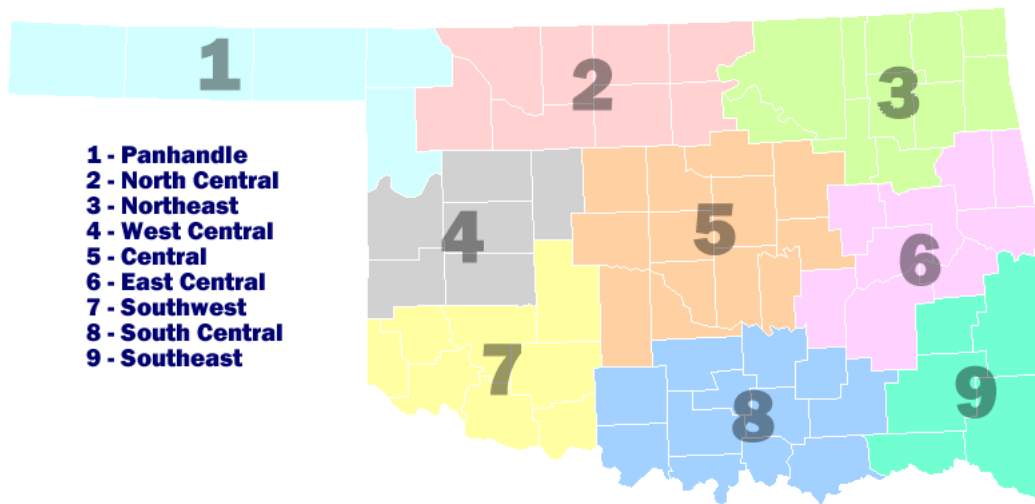 1
2
3
1 - Panhandle
2 - North Central
3 - Northeast
4 - West Central
5 - Central
6 - East Central
7 - Southwest
8 - South Central
9 - Southeast
4
5
6
7
8
9